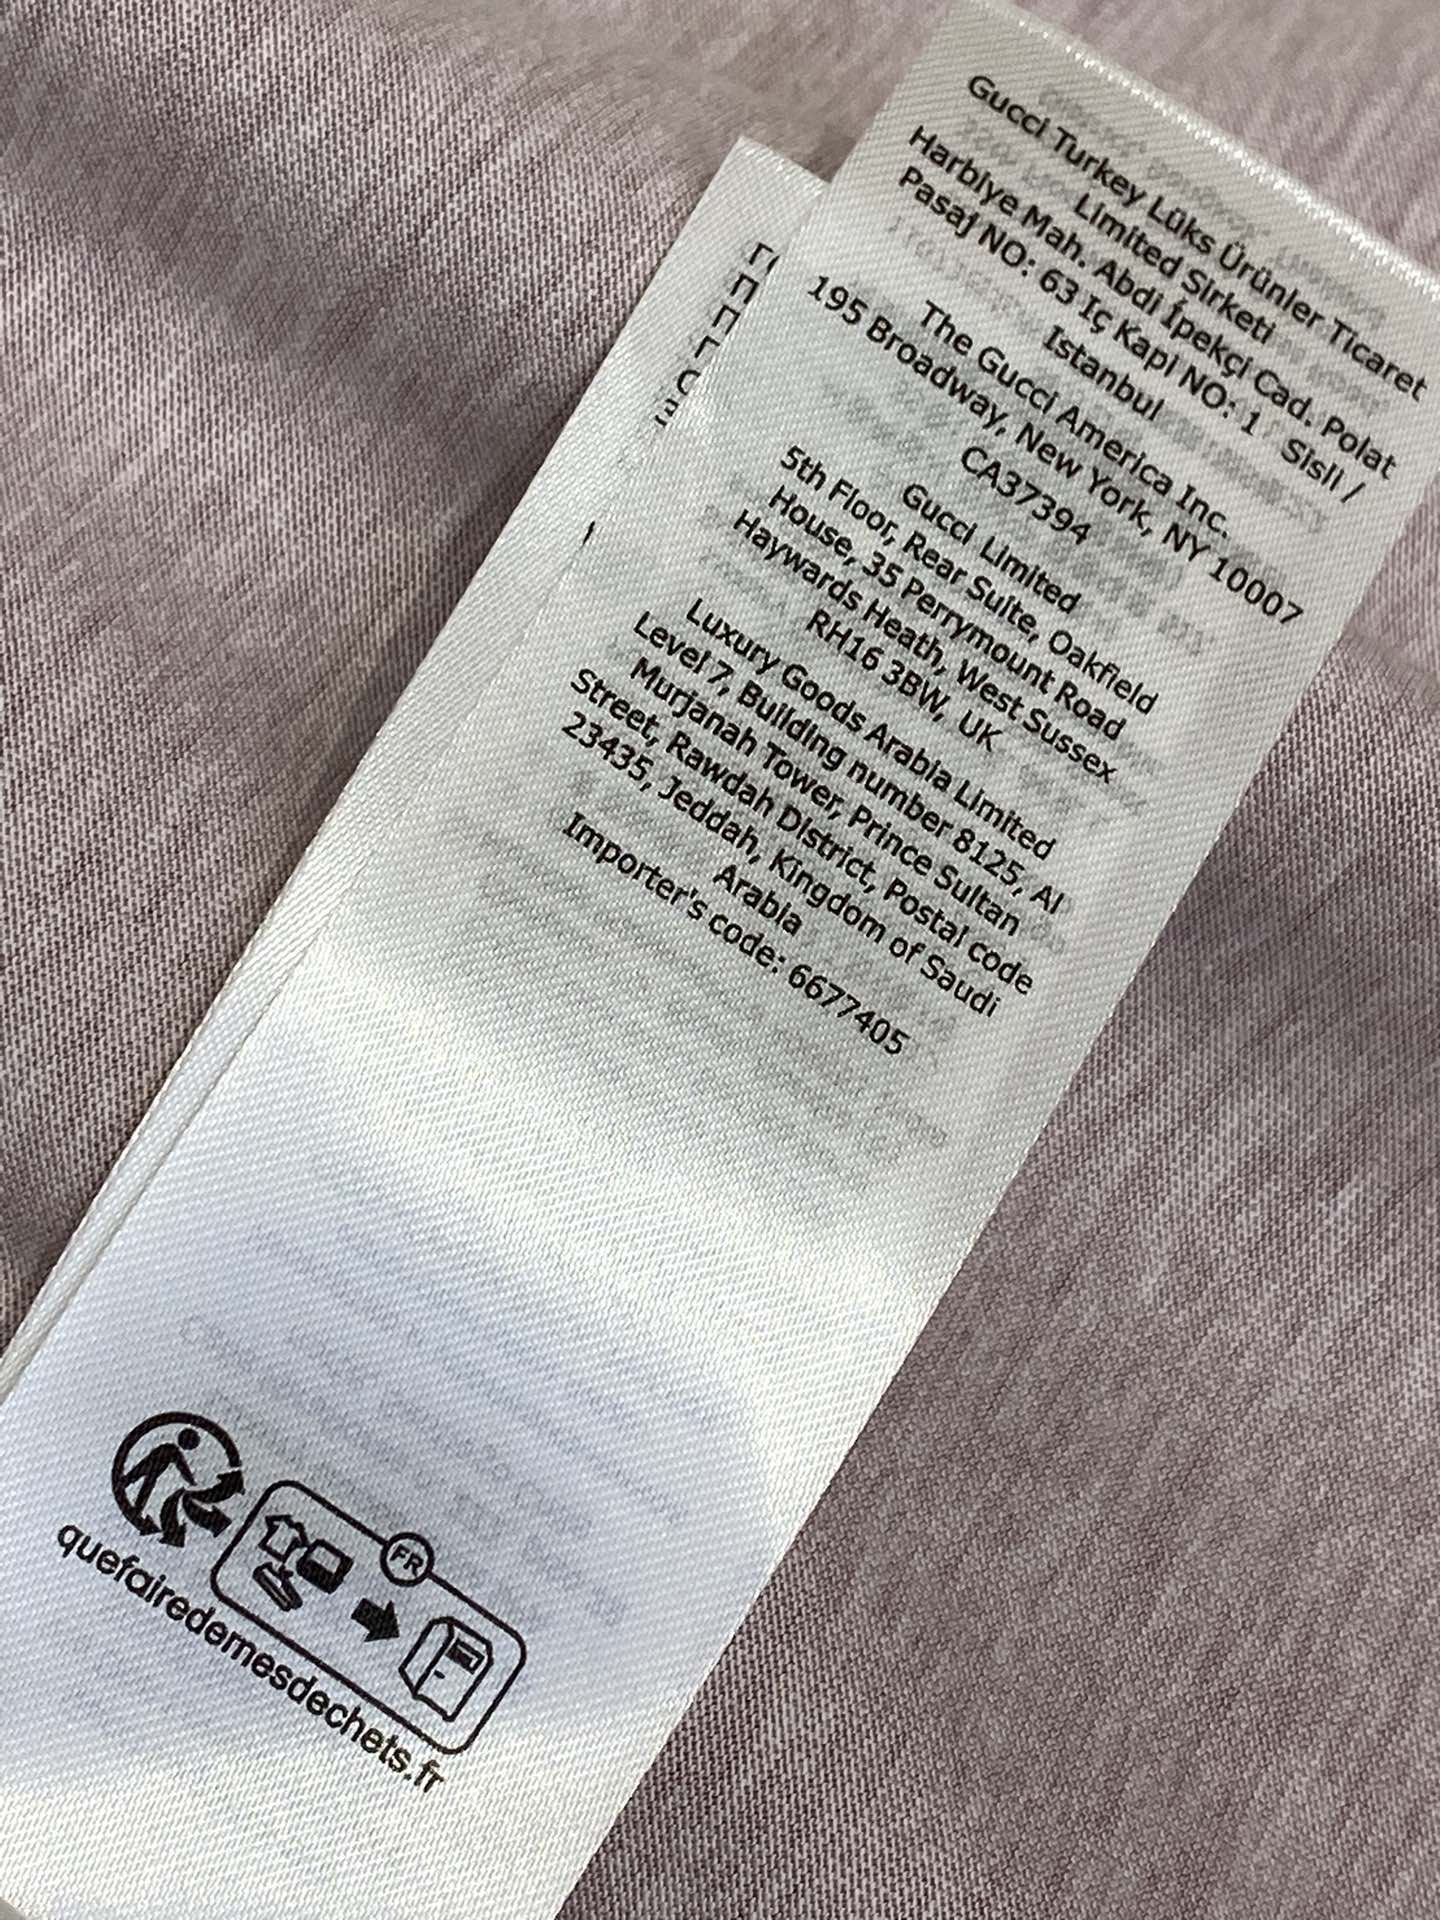 Gucci Turkey Lüks Ürünler Ticaret
Limited Sirketi
Harbiye Mah. Abdi İpekçi Cad. Polat
Pasaj NO: 63 Iç Kapi NO: 1 Sisli /
Istanbul
The Gucci America Inc.
195 Broadway, New York, NY 10007
CA37394
Gucci Limited
5th Floor, Rear Suite, Oakfield
House, 35 Perrymount Road
Haywards Heath, West Sussex
RH16 3BW, UK
Luxury Goods Arabia Limited
Level 7, Building number 8125, Al
Murjanah Tower, Prince Sultan
Street, Rawdah District, Postal code
23435, Jeddah, Kingdom of Saudi
Arabia
Importer's code: 6677405
FR
quefairedemesdechets.fr